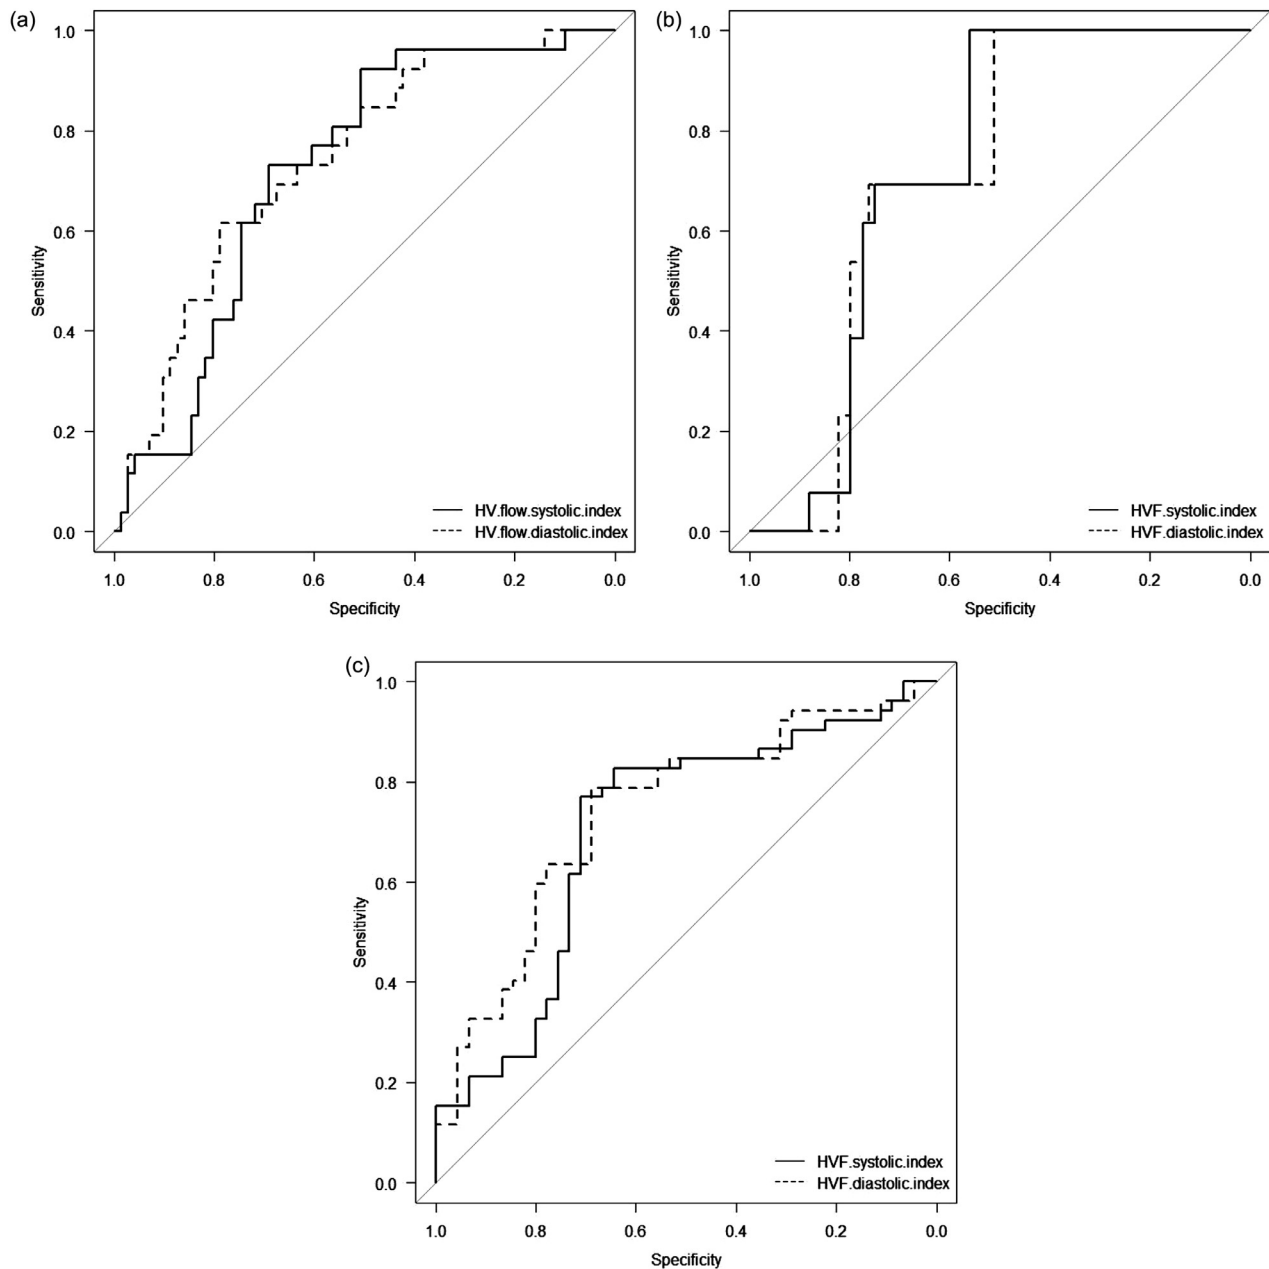 (a)
1.0
0.8
0.6
0.4
0.2
0.0
Sensitivity
HV.flow.systolic.index
HV.flow.diastolic.index
1.0 0.8 0.6 0.4 0.2 0.0
Specificity
(b)
1.0
0.8
0.6
0.4
0.2
0.0
Sensitivity
HVF.systolic.index
HVF.diastolic.index
1.0 0.8 0.6 0.4 0.2 0.0
Specificity
(c)
1.0
0.8
0.6
0.4
0.2
0.0
Sensitivity
HVF.systolic.index
HVF.diastolic.index
1.0 0.8 0.6 0.4 0.2 0.0
Specificity